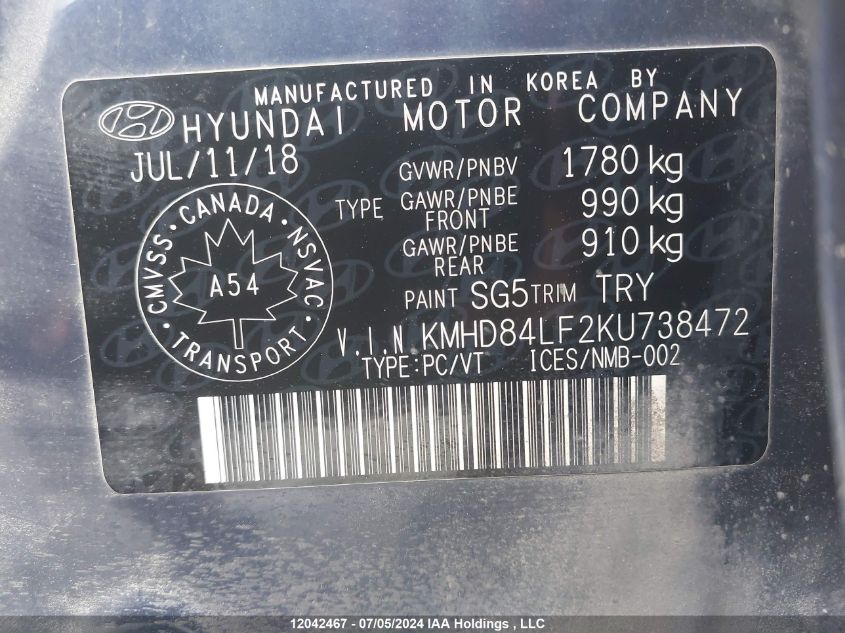 MANUFACTURED IN KOREA BY
HYUNDAI MOTOR COMPANY
JUL/11/18 GVWR/PNBV 1780 kg
TYPE GAWR/PNBE FRONT 990 kg
GAWR/PNBE REAR 910 kg
PAINT SG5 TRIM TRY
V.I.N. KMHD84LF2KU738472
TYPE:PC/VT ICES/NMB-002
CMVSS • CANADA • NSVAC • TRANSPORT •
A54
12042467 - 07/05/2024 IAA Holdings , LLC